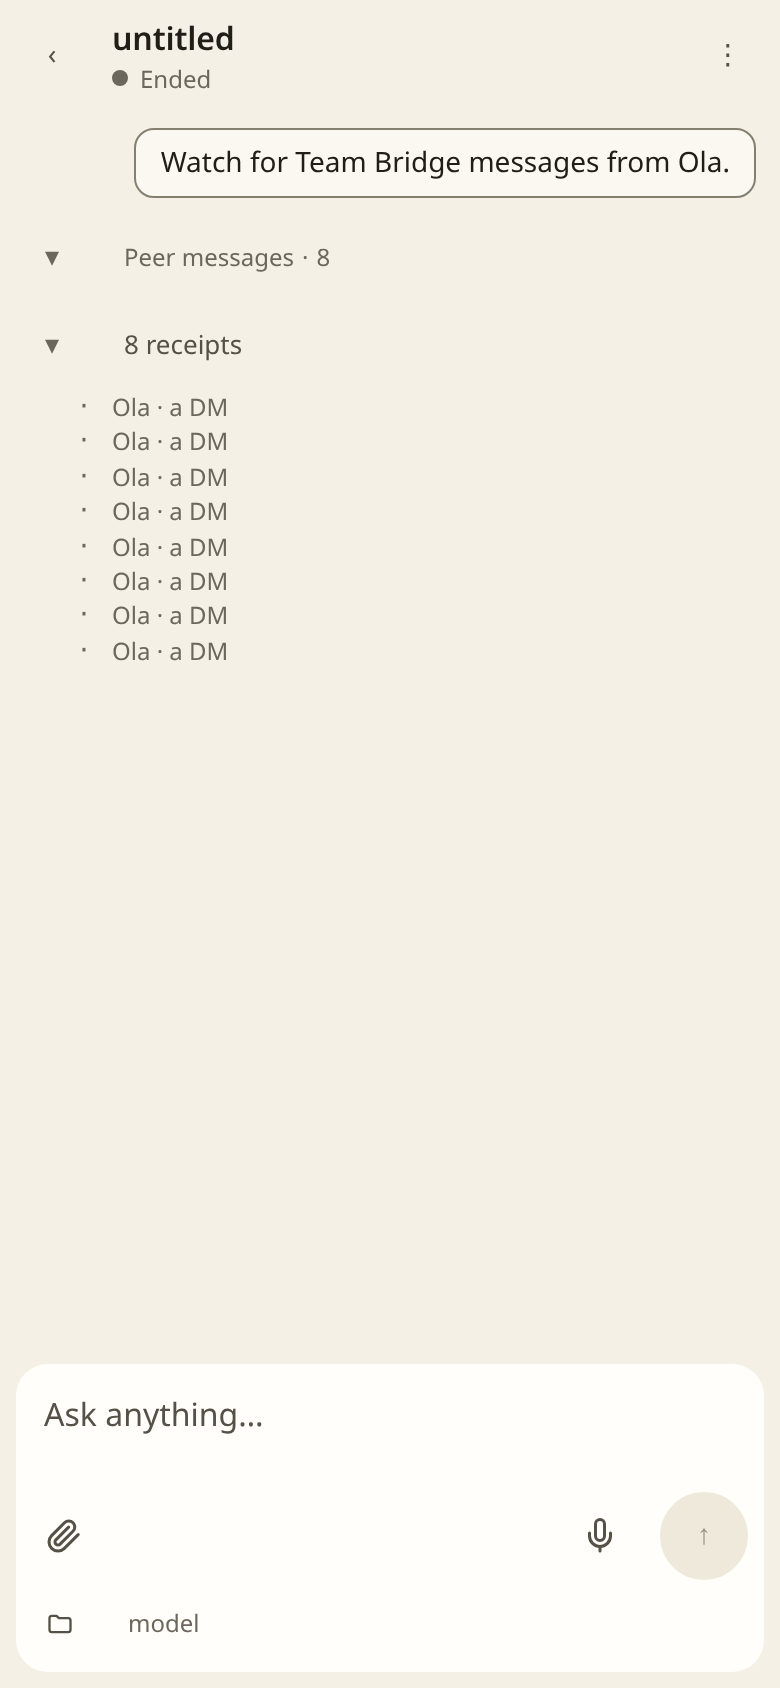 untitled
Ended
Watch for Team Bridge messages from Ola.
Peer messages · 8
8 receipts
· Ola · a DM
· Ola · a DM
· Ola · a DM
· Ola · a DM
· Ola · a DM
· Ola · a DM
· Ola · a DM
· Ola · a DM
Ask anything...
model